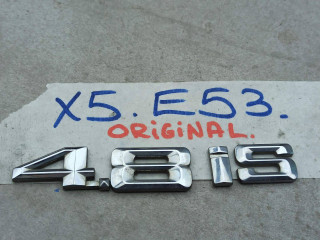 X5. E53.
ORIGINAL.
4.8is